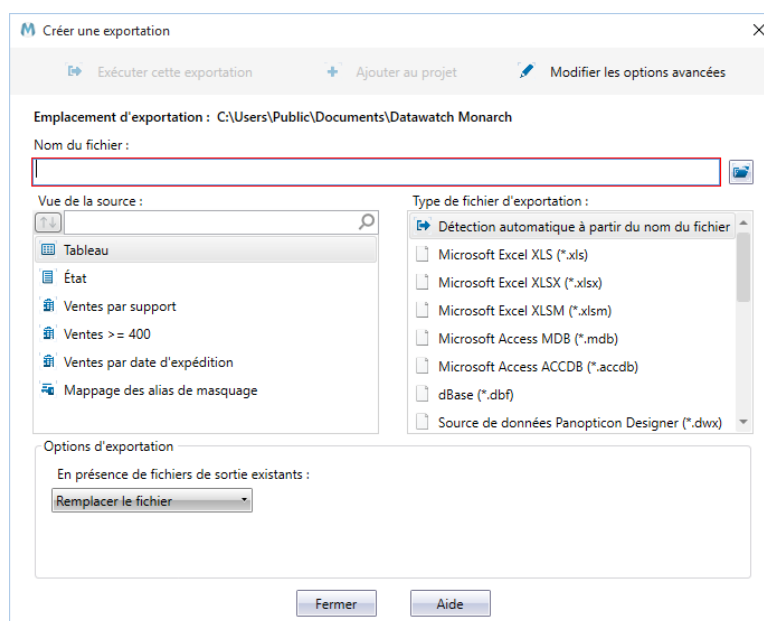 Créer une exportation
Exécuter cette exportation Ajouter au projet Modifier les options avancées
Emplacement d'exportation : C:\Users\Public\Documents\Datawatch Monarch
Nom du fichier :
Vue de la source :
Tableau
État
Ventes par support
Ventes >= 400
Ventes par date d'expédition
Mappage des alias de masquage
Type de fichier d'exportation :
Détection automatique à partir du nom du fichier
Microsoft Excel XLS (*.xls)
Microsoft Excel XLSX (*.xlsx)
Microsoft Excel XLSM (*.xlsm)
Microsoft Access MDB (*.mdb)
Microsoft Access ACCDB (*.accdb)
dBase (*.dbf)
Source de données Panopticon Designer (*.dwx)
Options d'exportation
En présence de fichiers de sortie existants :
Remplacer le fichier
Fermer Aide